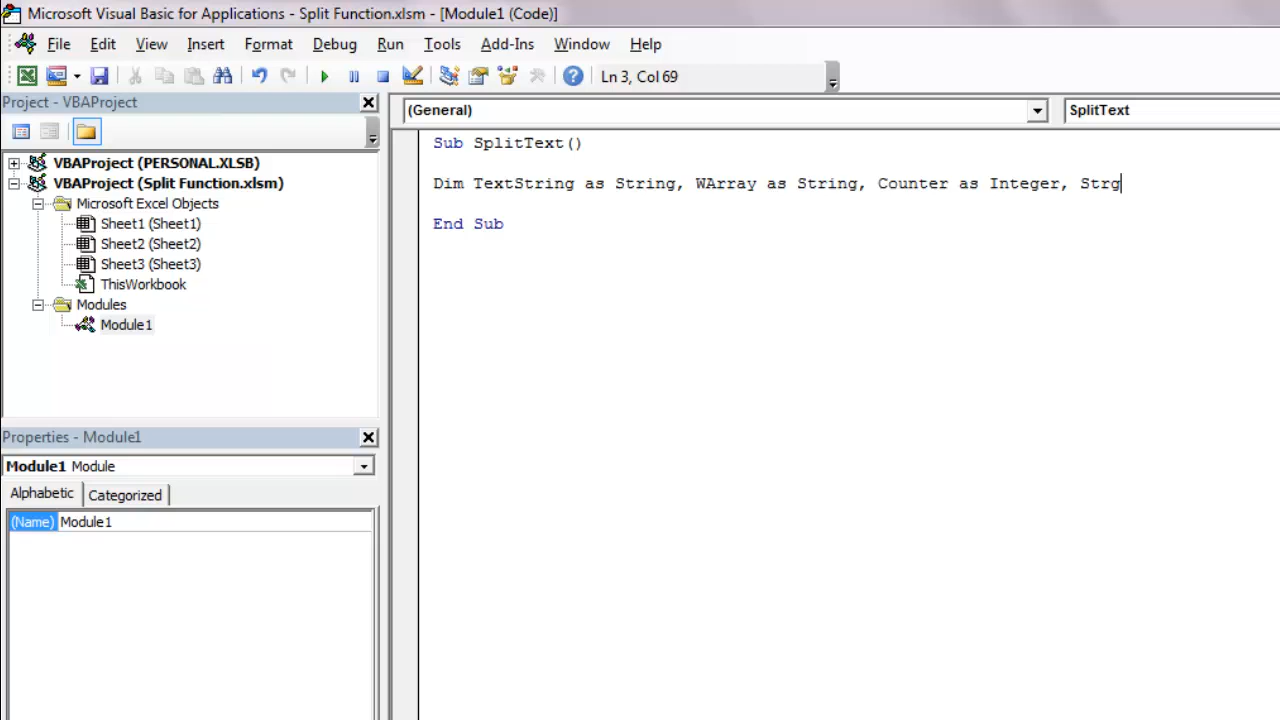 Microsoft Visual Basic for Applications - Split Function.xlsm - [Module1 (Code)]
File Edit View Insert Format Debug Run Tools Add-Ins Window Help
Ln 3, Col 69
Project - VBAProject
(General) SplitText
VBAProject (PERSONAL.XLSB)
VBAProject (Split Function.xlsm)
Microsoft Excel Objects
Sheet1 (Sheet1)
Sheet2 (Sheet2)
Sheet3 (Sheet3)
ThisWorkbook
Modules
Module1
Sub SplitText()
Dim TextString as String, WArray as String, Counter as Integer, Strg
End Sub
Properties - Module1
Module1 Module
Alphabetic Categorized
(Name) Module1